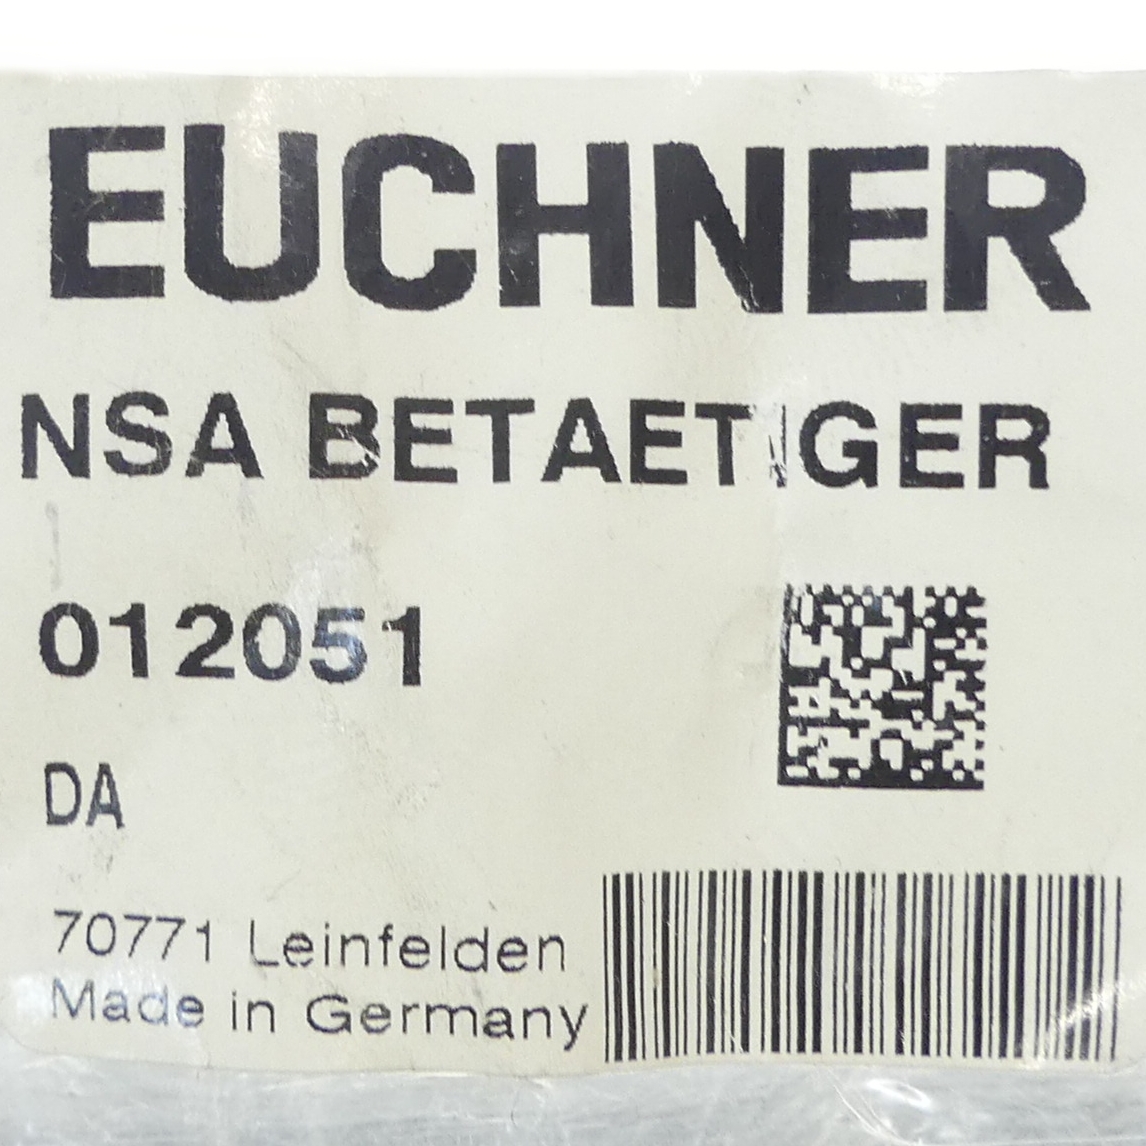 EUCHNER
NSA BETAETIGER
012051
DA
70771 Leinfelden
Made in Germany